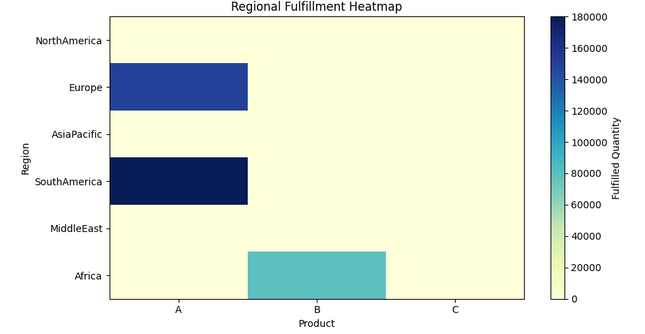 Regional Fulfillment Heatmap
NorthAmerica
Europe
AsiaPacific
SouthAmerica
MiddleEast
Africa
Region
A B C
Product
180000
160000
140000
120000
100000
80000
60000
40000
20000
0
Fulfilled Quantity